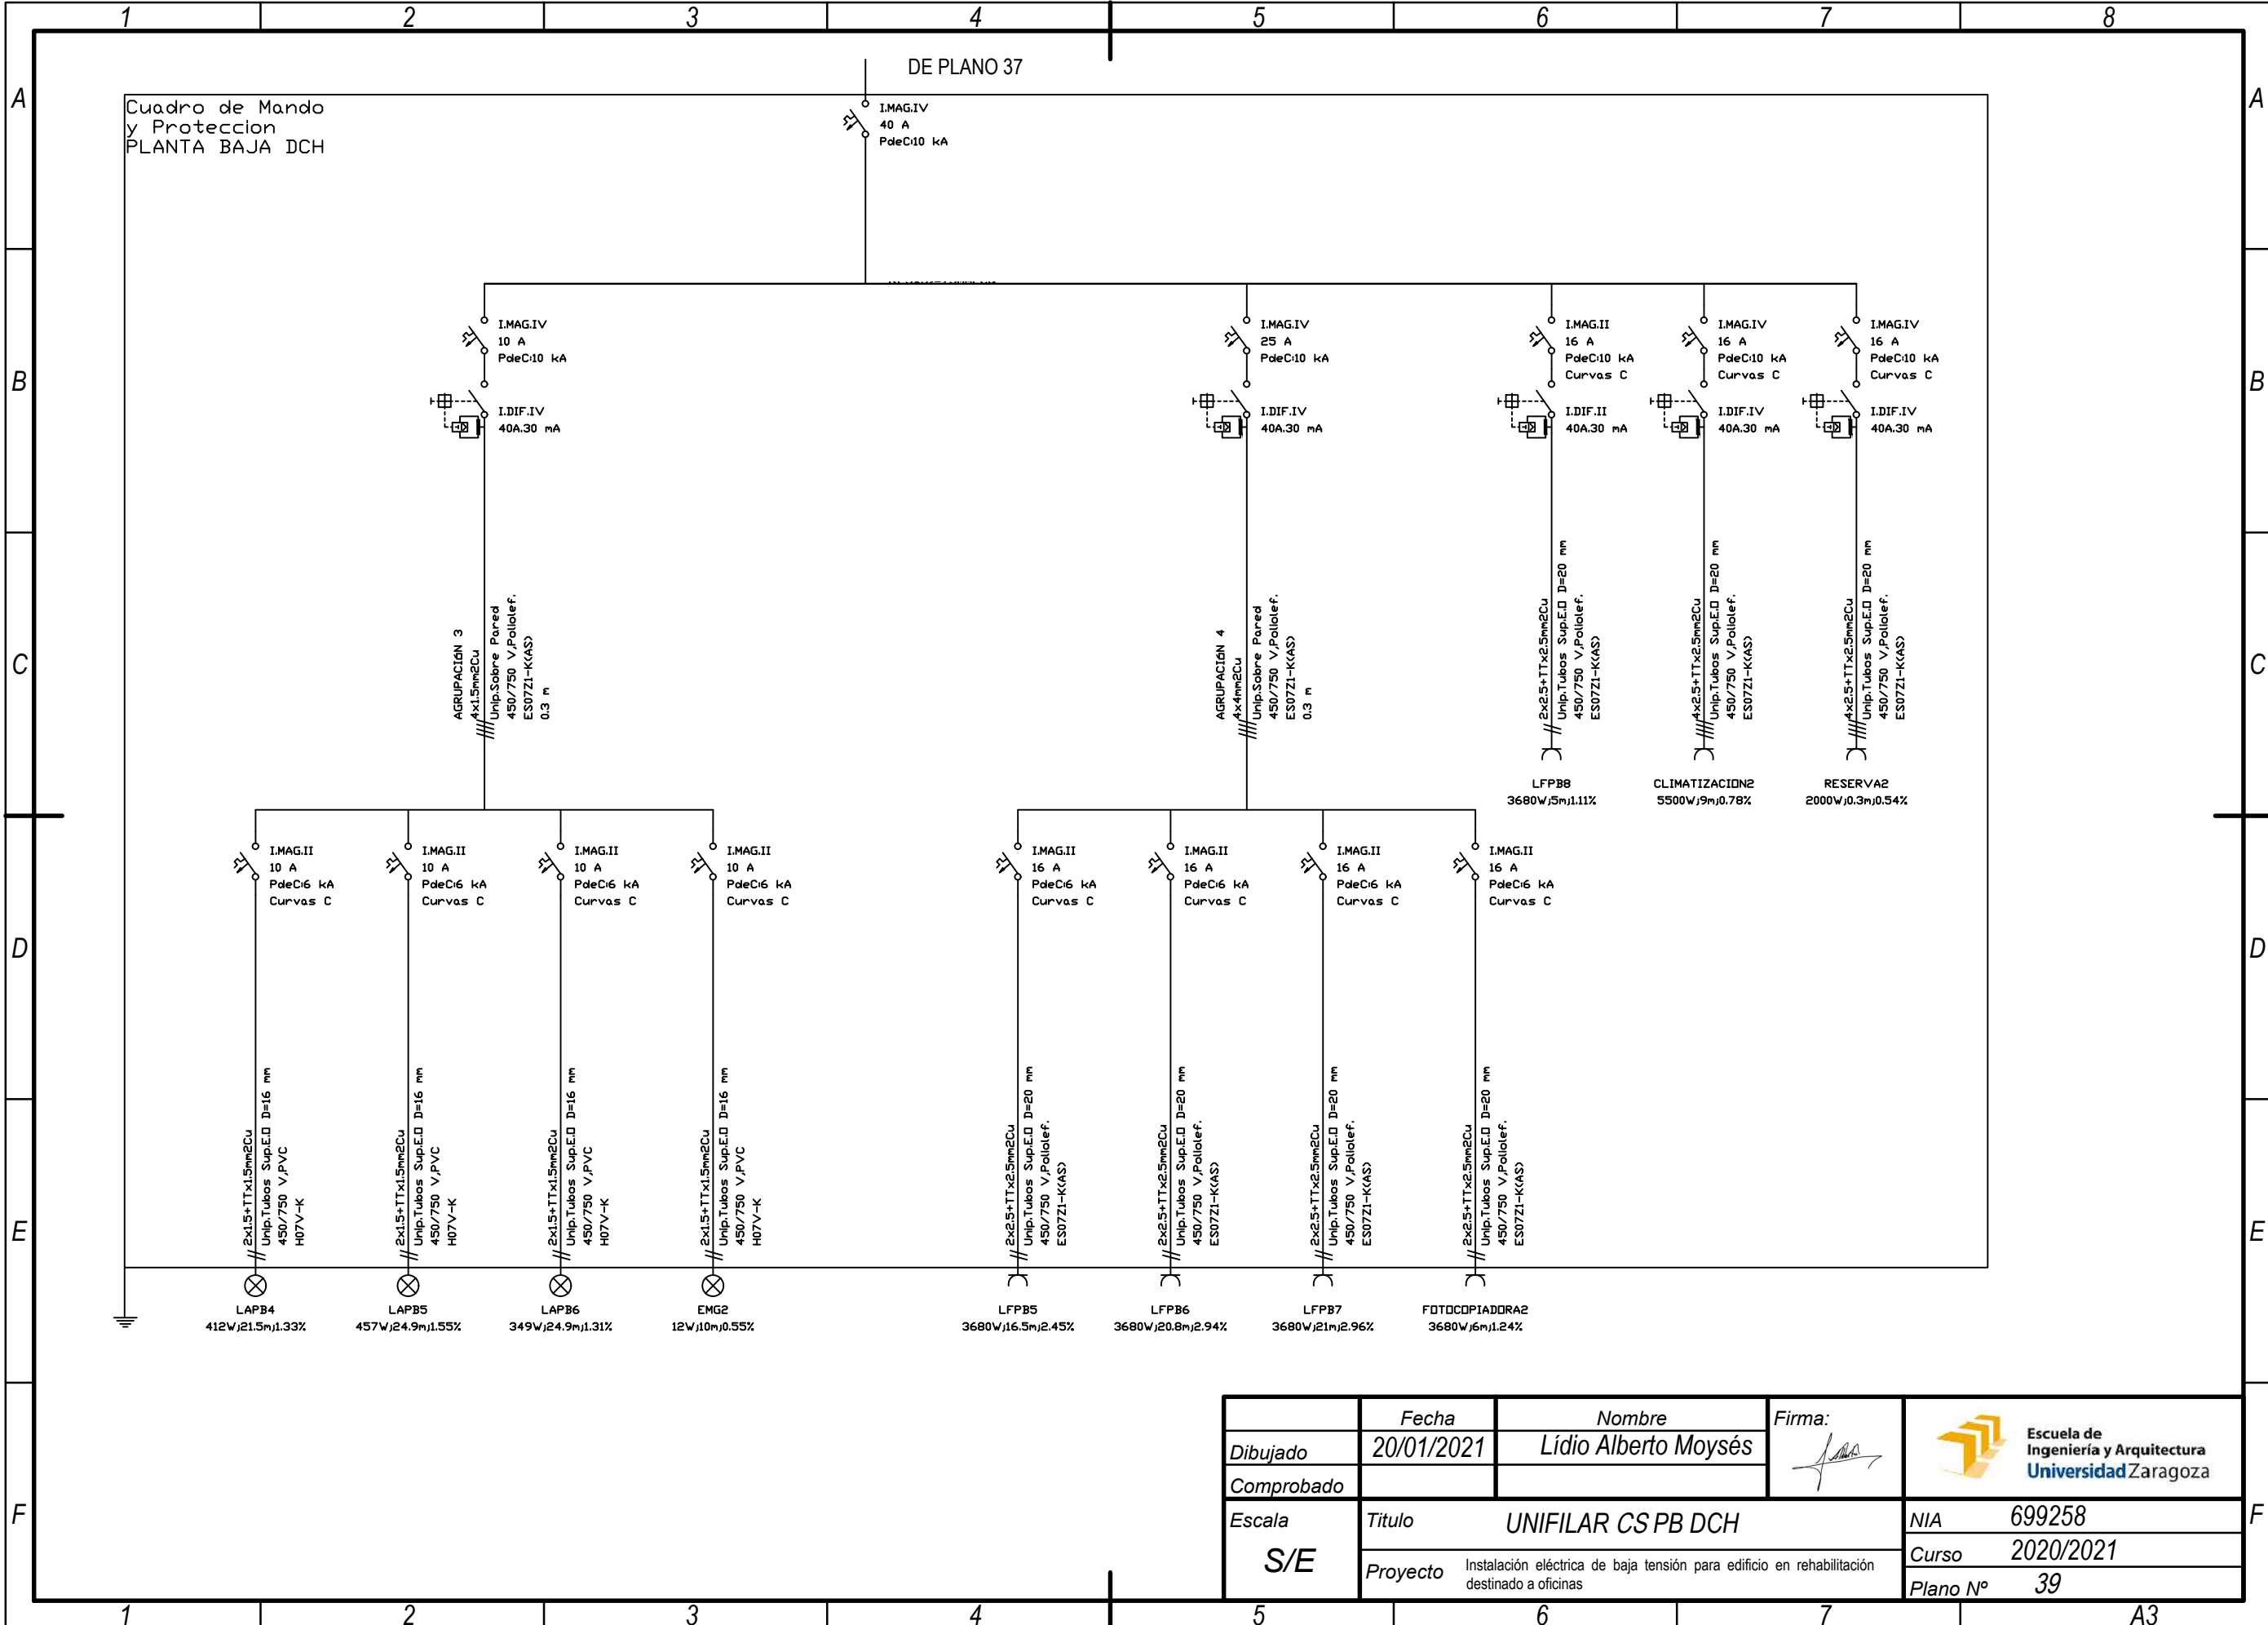 1 2 3 4 5 6 7 8
A A
B B
C C
D D
E E
F F
DE PLANO 37
Cuadro de Mando
y Proteccion
PLANTA BAJA DCH
I.MAG.IV
40 A
PdeC:10 kA
I.MAG.IV
10 A
PdeC:10 kA
I.DIF.IV
40A.30 mA
I.MAG.IV
25 A
PdeC:10 kA
I.DIF.IV
40A.30 mA
I.MAG.II
16 A
PdeC:10 kA
Curvas C
I.DIF.II
40A.30 mA
I.MAG.IV
16 A
PdeC:10 kA
Curvas C
I.DIF.IV
40A.30 mA
I.MAG.IV
16 A
PdeC:10 kA
Curvas C
I.DIF.IV
40A.30 mA
AGRUPACIóN 3
4x1.5mm2Cu
Unip.Sobre Pared
450/750 V,Poliolef.
ES07Z1-K(AS)
0.3 m
AGRUPACIóN 4
4x4mm2Cu
Unip.Sobre Pared
450/750 V,Poliolef.
ES07Z1-K(AS)
0.3 m
2x2.5+TTx2.5mm2Cu
Unip.Tubos Sup.E.O D=20 mm
450/750 V,Poliolef.
ES07Z1-K(AS)
LFPB8
3680W;5m;1.11%
4x2.5+TTx2.5mm2Cu
Unip.Tubos Sup.E.O D=20 mm
450/750 V,Poliolef.
ES07Z1-K(AS)
CLIMATIZACION2
5500W;9m;0.78%
4x2.5+TTx2.5mm2Cu
Unip.Tubos Sup.E.O D=20 mm
450/750 V,Poliolef.
ES07Z1-K(AS)
RESERVA2
2000W;0.3m;0.54%
I.MAG.II
10 A
PdeC:6 kA
Curvas C
2x1.5+TTx1.5mm2Cu
Unip.Tubos Sup.E.O D=16 mm
450/750 V,PVC
H07V-K
LAPB4
412W;21.5m;1.33%
I.MAG.II
10 A
PdeC:6 kA
Curvas C
2x1.5+TTx1.5mm2Cu
Unip.Tubos Sup.E.O D=16 mm
450/750 V,PVC
H07V-K
LAPB5
457W;24.9m;1.55%
I.MAG.II
10 A
PdeC:6 kA
Curvas C
2x1.5+TTx1.5mm2Cu
Unip.Tubos Sup.E.O D=16 mm
450/750 V,PVC
H07V-K
LAPB6
349W;24.9m;1.31%
I.MAG.II
10 A
PdeC:6 kA
Curvas C
2x1.5+TTx1.5mm2Cu
Unip.Tubos Sup.E.O D=16 mm
450/750 V,PVC
H07V-K
EMG2
12W;10m;0.55%
I.MAG.II
16 A
PdeC:6 kA
Curvas C
2x2.5+TTx2.5mm2Cu
Unip.Tubos Sup.E.O D=20 mm
450/750 V,Poliolef.
ES07Z1-K(AS)
LFPB5
3680W;16.5m;2.45%
I.MAG.II
16 A
PdeC:6 kA
Curvas C
2x2.5+TTx2.5mm2Cu
Unip.Tubos Sup.E.O D=20 mm
450/750 V,Poliolef.
ES07Z1-K(AS)
LFPB6
3680W;20.8m;2.94%
I.MAG.II
16 A
PdeC:6 kA
Curvas C
2x2.5+TTx2.5mm2Cu
Unip.Tubos Sup.E.O D=20 mm
450/750 V,Poliolef.
ES07Z1-K(AS)
LFPB7
3680W;21m;2.96%
I.MAG.II
16 A
PdeC:6 kA
Curvas C
2x2.5+TTx2.5mm2Cu
Unip.Tubos Sup.E.O D=20 mm
450/750 V,Poliolef.
ES07Z1-K(AS)
FOTOCOPIADORA2
3680W;6m;1.24%
Fecha Nombre Firma:
Dibujado 20/01/2021 Lídio Alberto Moysés
Comprobado
Escuela de
Ingeniería y Arquitectura
Universidad Zaragoza
Escala
S/E
Titulo UNIFILAR CS PB DCH
Proyecto Instalación eléctrica de baja tensión para edificio en rehabilitación
destinado a oficinas
NIA 699258
Curso 2020/2021
Plano Nº 39
1 2 3 4 5 6 7 A3